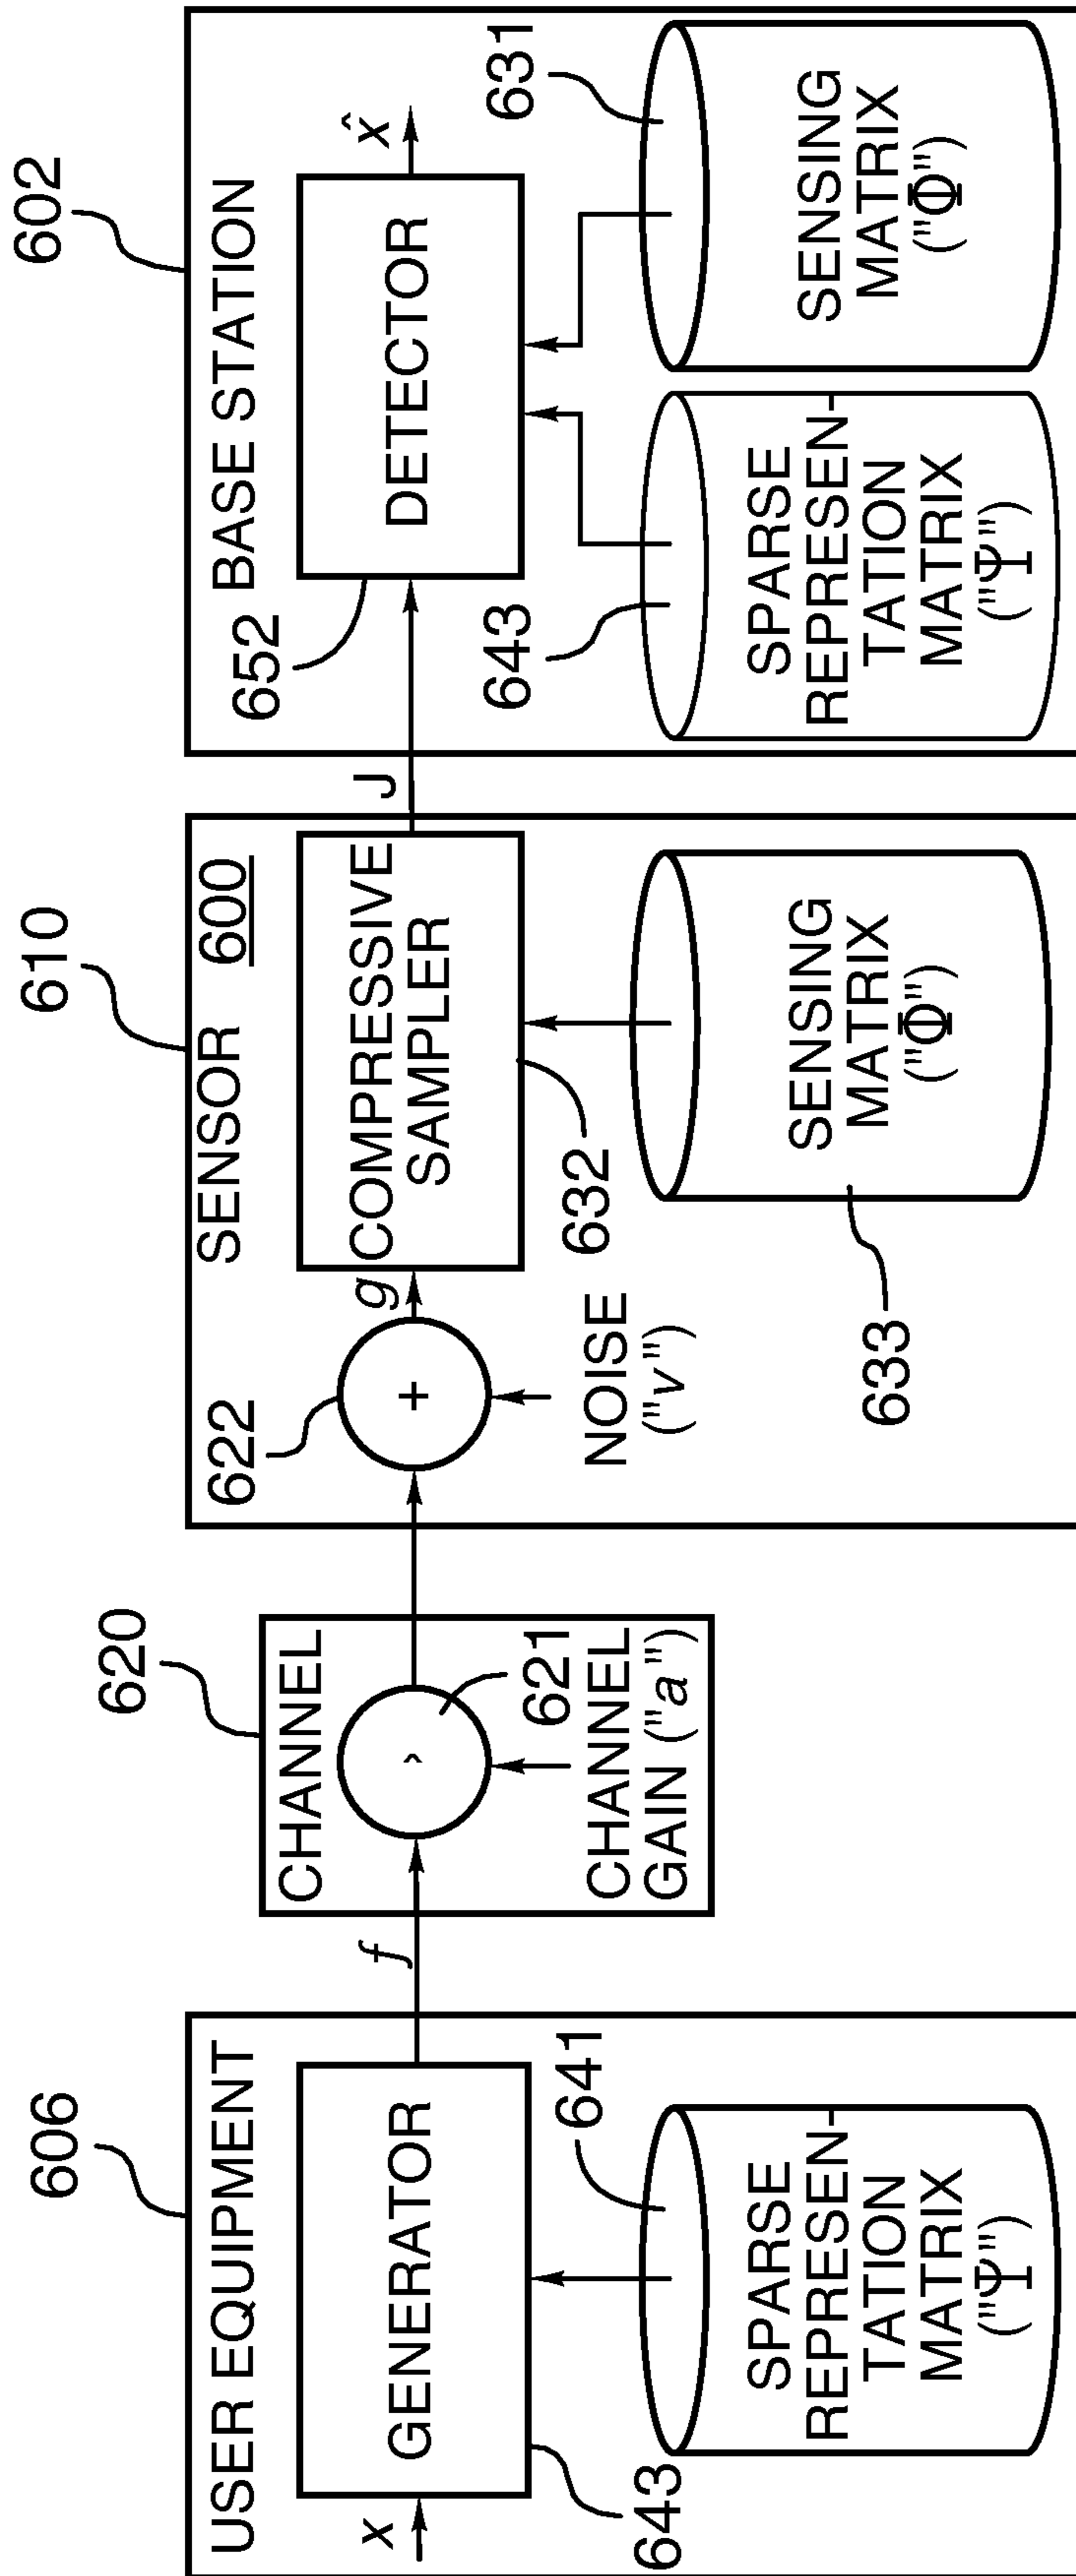 606
USER EQUIPMENT
x
GENERATOR
643
641
SPARSE
REPRESEN-
TATION
MATRIX
("Ψ")
f
620
CHANNEL
^
621
CHANNEL
GAIN ("a")
610
SENSOR 600
622
+
g
NOISE
("v")
COMPRESSIVE
SAMPLER
632
633
SENSING
MATRIX
("Φ")
J
602
BASE STATION
652
DETECTOR
x̂
643
SPARSE
REPRESEN-
TATION
MATRIX
("Ψ")
631
SENSING
MATRIX
("Φ")